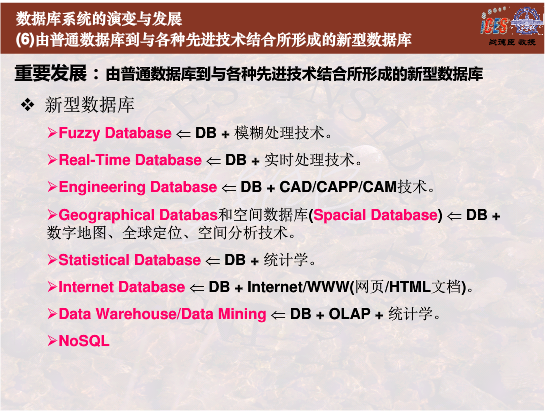 数据库系统的演变与发展
(6)由普通数据库到与各种先进技术结合所形成的新型数据库
ICES
战德臣 教授
重要发展：由普通数据库到与各种先进技术结合所形成的新型数据库
❖ 新型数据库
➢Fuzzy Database ⇐ DB + 模糊处理技术。
➢Real-Time Database ⇐ DB + 实时处理技术。
➢Engineering Database ⇐ DB + CAD/CAPP/CAM技术。
➢Geographical Databas和空间数据库(Spacial Database) ⇐ DB +
数字地图、全球定位、空间分析技术。
➢Statistical Database ⇐ DB + 统计学。
➢Internet Database ⇐ DB + Internet/WWW(网页/HTML文档)。
➢Data Warehouse/Data Mining ⇐ DB + OLAP + 统计学。
➢NoSQL